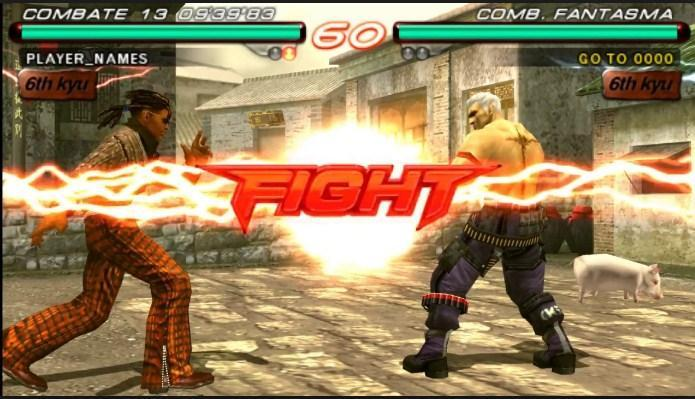 COMBATE 13 09'39'83
COMB. FANTASMA
60
PLAYER_NAMES
GO TO 0000
6th kyu
6th kyu
FIGHT